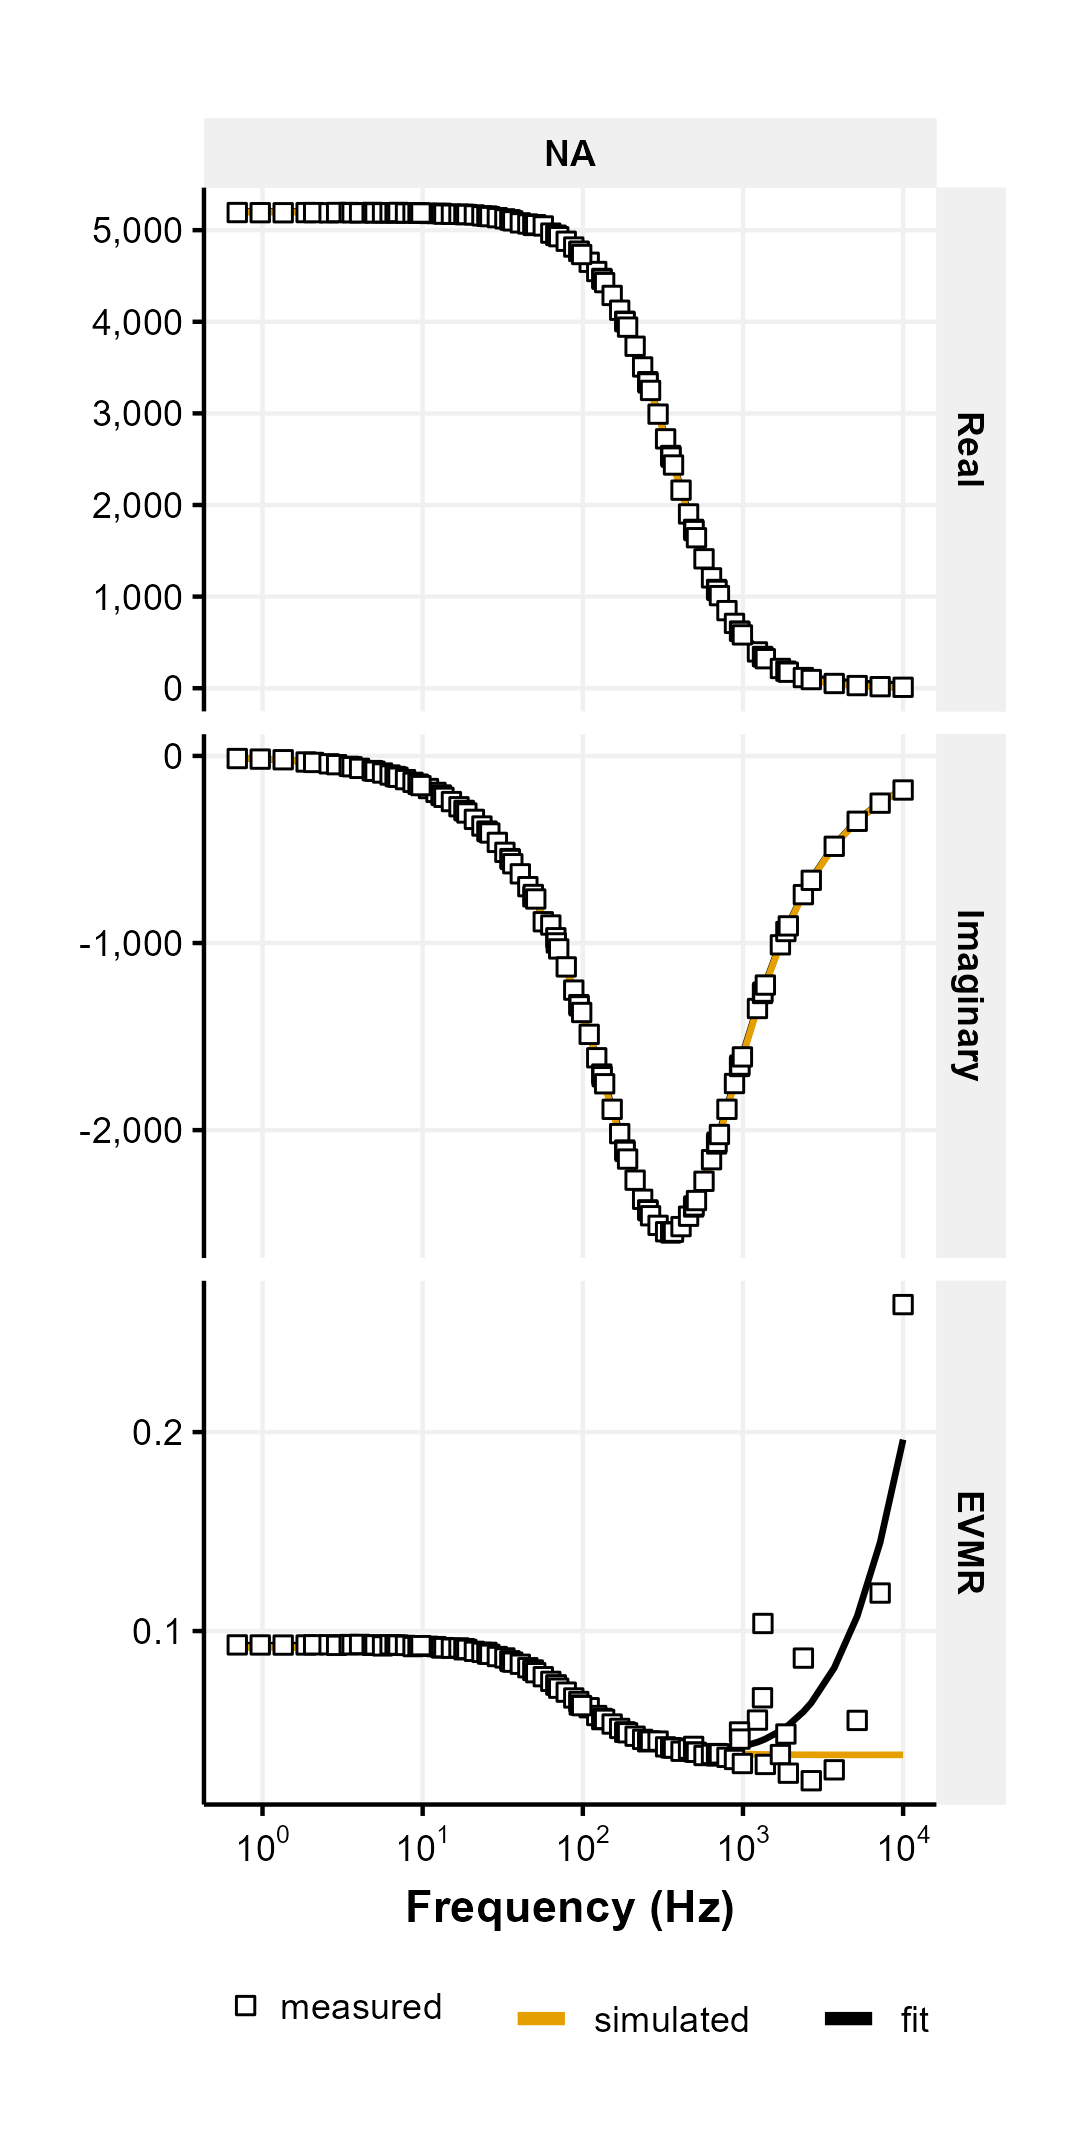 NA
5,000
4,000
3,000
2,000
1,000
0
Real
0
-1,000
-2,000
Imaginary
0.2
0.1
EVMR
10^0 10^1 10^2 10^3 10^4
Frequency (Hz)
measured simulated fit